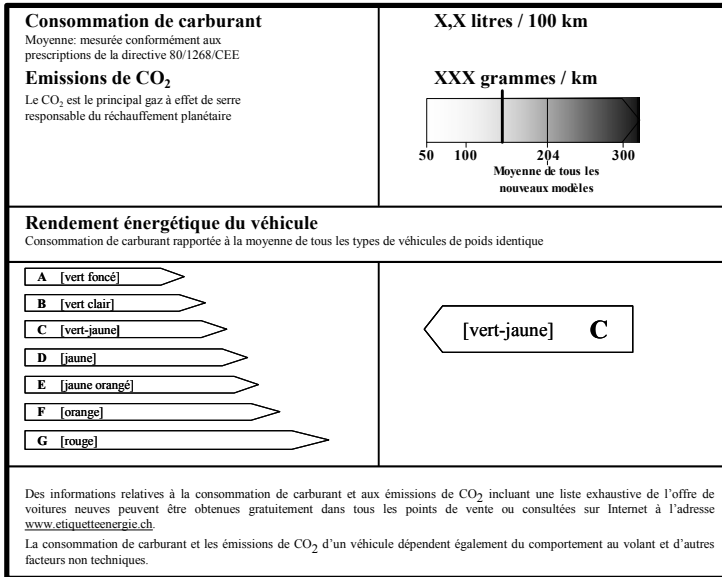 Consommation de carburant
Moyenne: mesurée conformément aux
prescriptions de la directive 80/1268/CEE
X,X litres / 100 km
Emissions de CO₂
Le CO₂ est le principal gaz à effet de serre
responsable du réchauffement planétaire
XXX grammes / km
50 100 204 300
Moyenne de tous les
nouveaux modèles
Rendement énergétique du véhicule
Consommation de carburant rapportée à la moyenne de tous les types de véhicules de poids identique
A [vert foncé]
B [vert clair]
C [vert-jaune]
D [jaune]
E [jaune orangé]
F [orange]
G [rouge]
[vert-jaune] C
Des informations relatives à la consommation de carburant et aux émissions de CO₂ incluant une liste exhaustive de l’offre de
voitures neuves peuvent être obtenues gratuitement dans tous les points de vente ou consultées sur Internet à l’adresse
www.etiquetteenergie.ch.
La consommation de carburant et les émissions de CO₂ d’un véhicule dépendent également du comportement au volant et d’autres
facteurs non techniques.